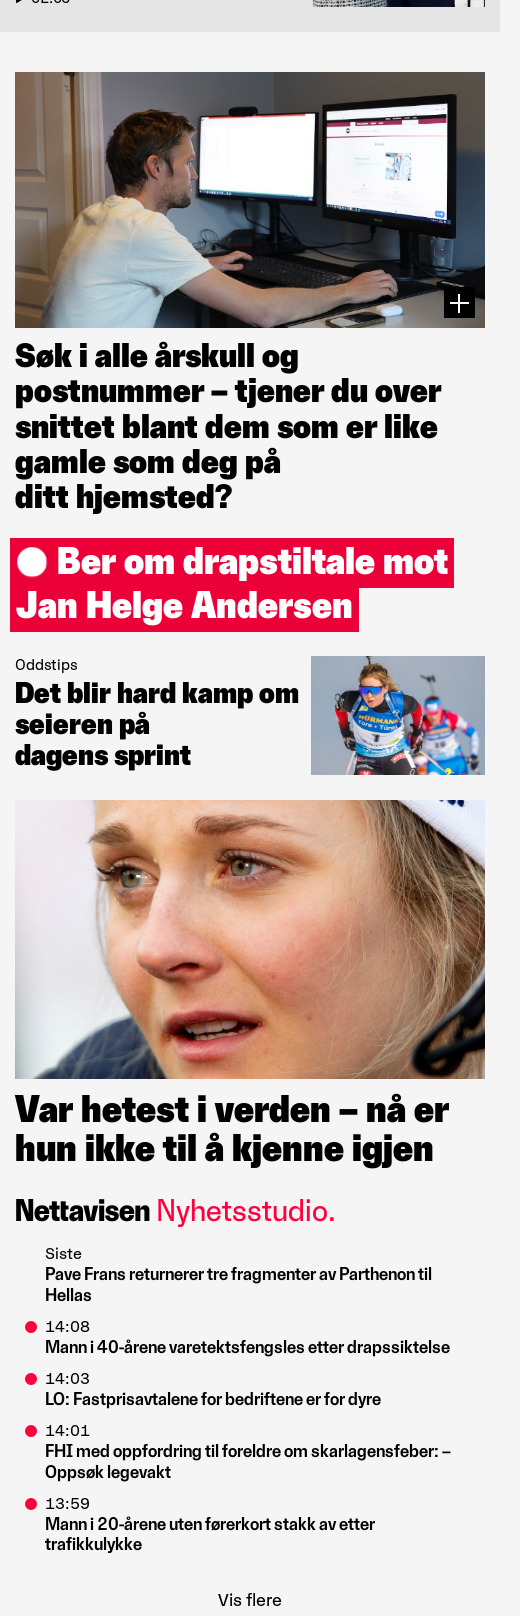 Søk i alle årskull og
postnummer – tjener du over
snittet blant dem som er like
gamle som deg på
ditt hjemsted?
Ber om drapstiltale mot
Jan Helge Andersen
Oddstips
Det blir hard kamp om
seieren på
dagens sprint
Var hetest i verden – nå er
hun ikke til å kjenne igjen
Nettavisen Nyhetsstudio.
Siste
Pave Frans returnerer tre fragmenter av Parthenon til
Hellas
14:08
Mann i 40-årene varetektsfengsles etter drapssiktelse
14:03
LO: Fastprisavtalene for bedriftene er for dyre
14:01
FHI med oppfordring til foreldre om skarlagensfeber: –
Oppsøk legevakt
13:59
Mann i 20-årene uten førerkort stakk av etter
trafikkulykke
Vis flere